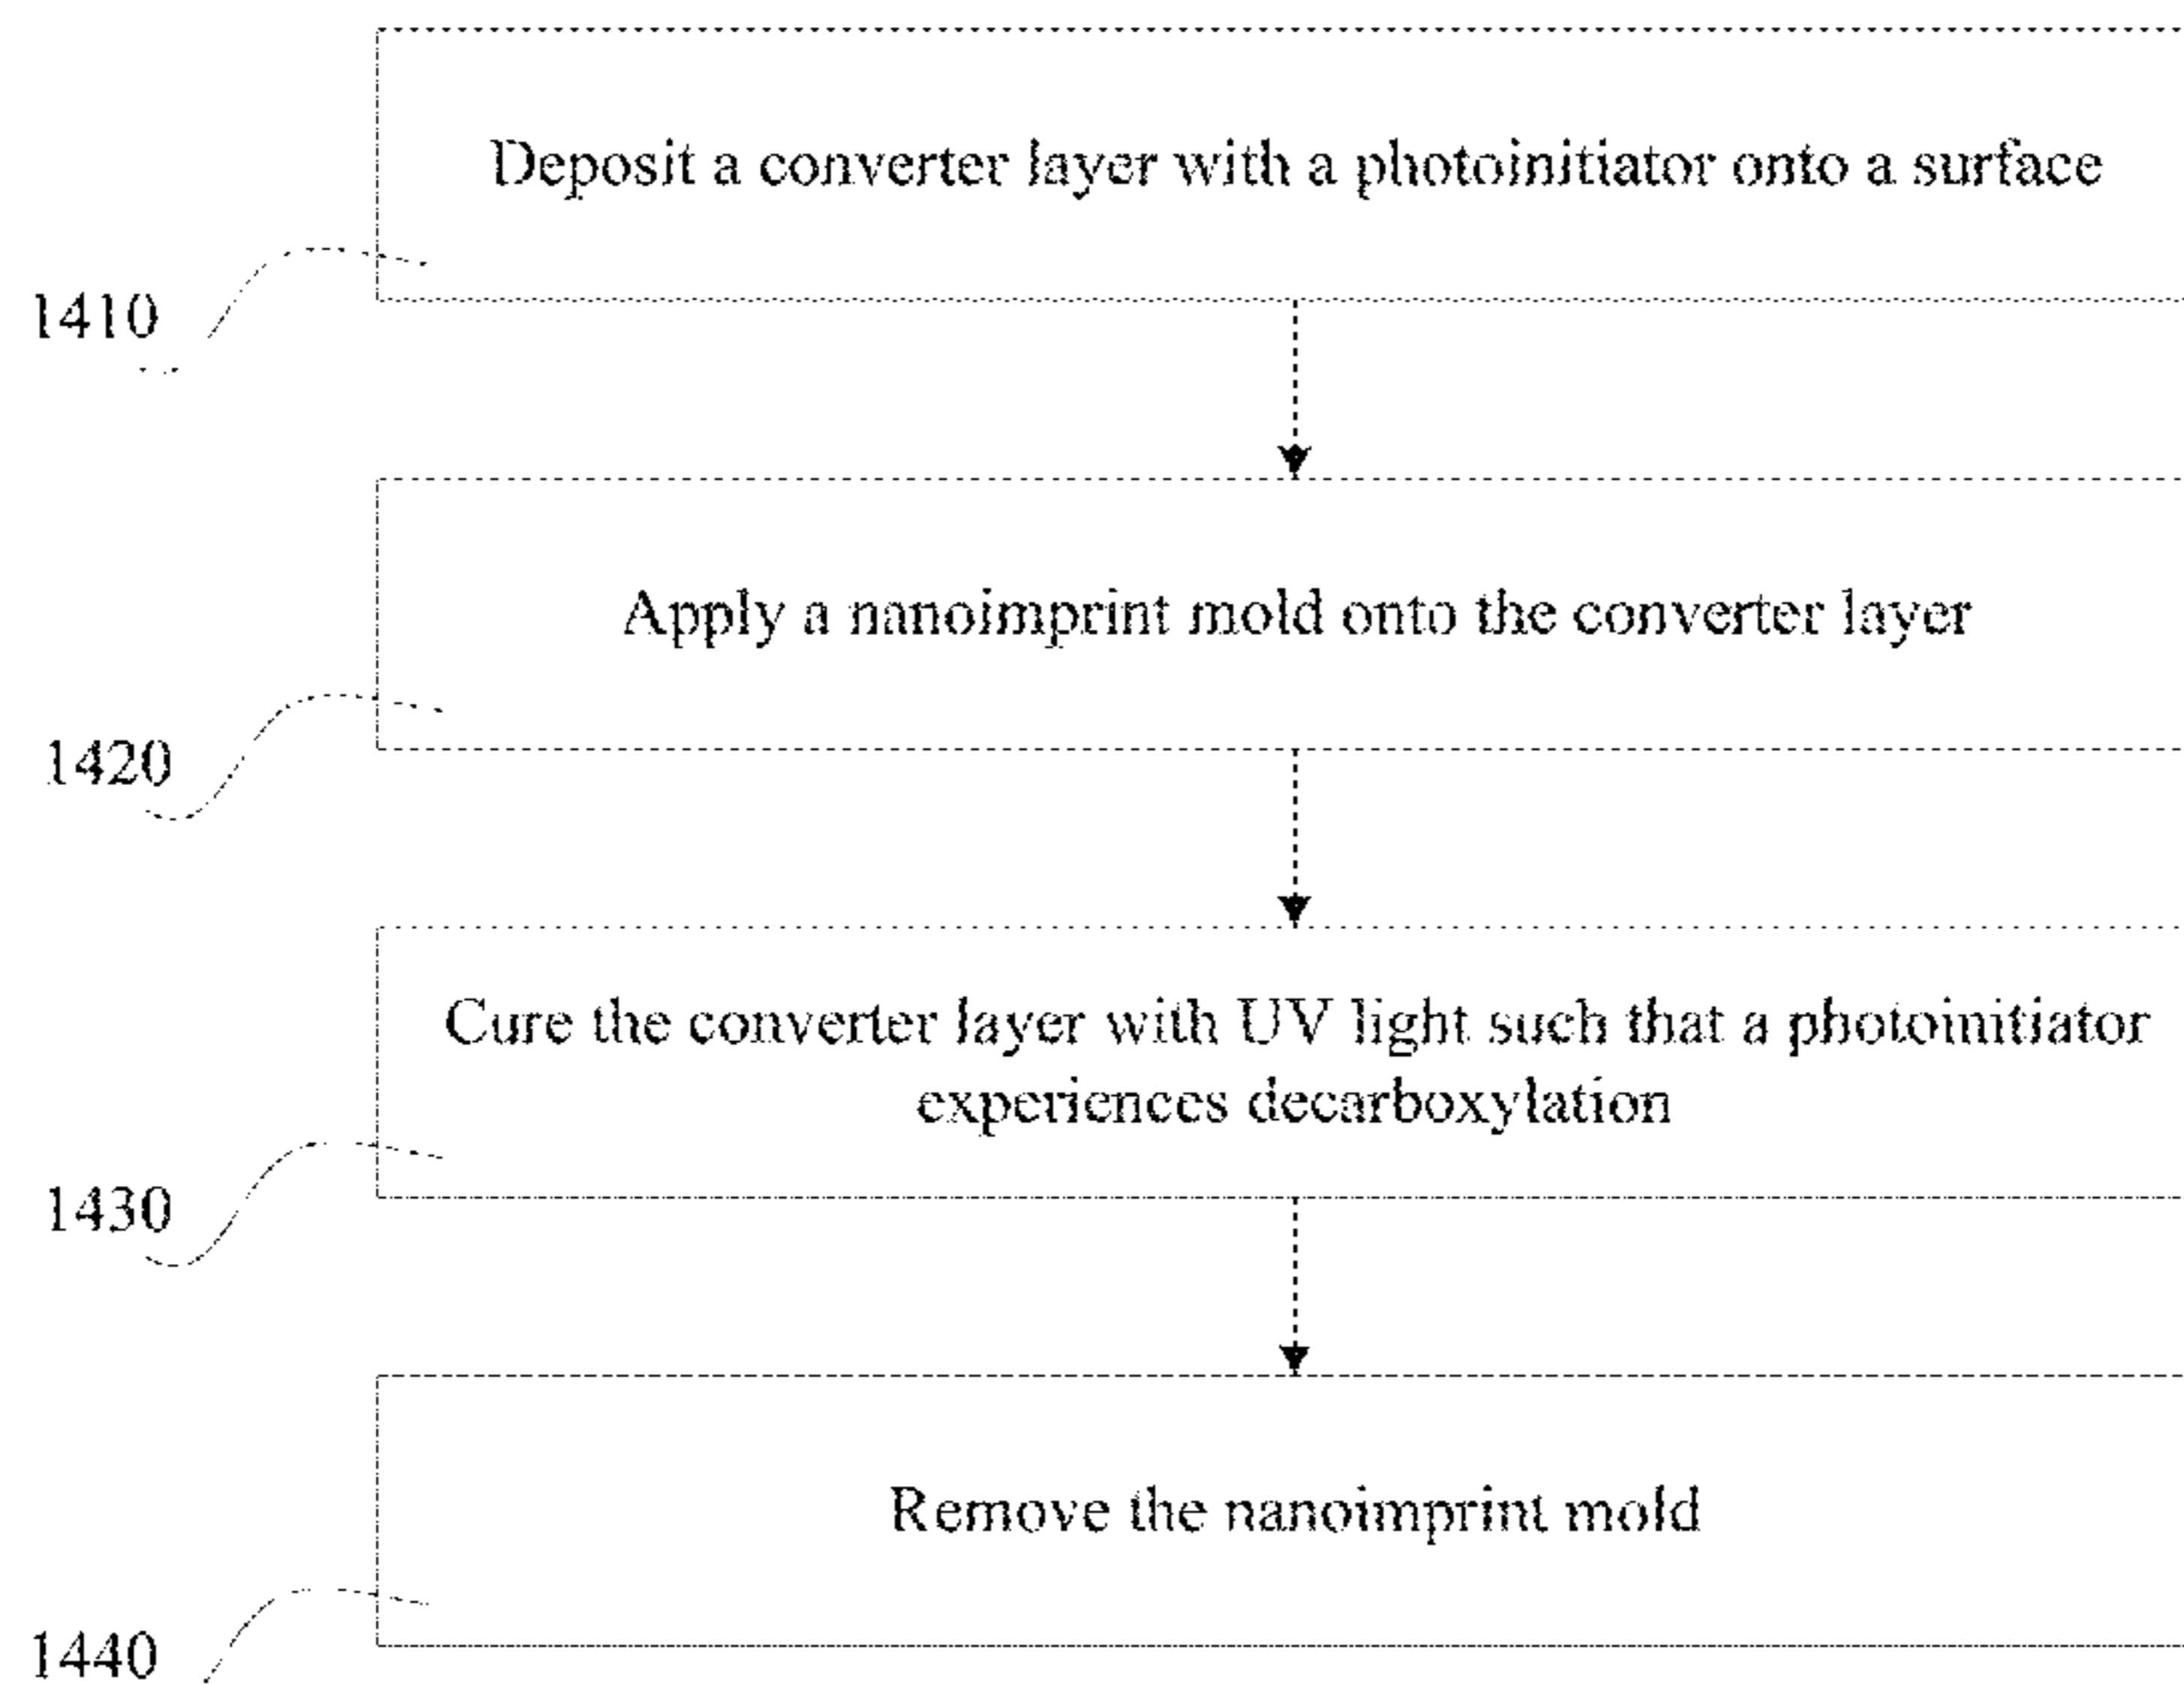 Deposit a converter layer with a photoinitiator onto a surface
1410
Apply a nanoimprint mold onto the converter layer
1420
Cure the converter layer with UV light such that a photoinitiator
experiences decarboxylation
1430
Remove the nanoimprint mold
1440